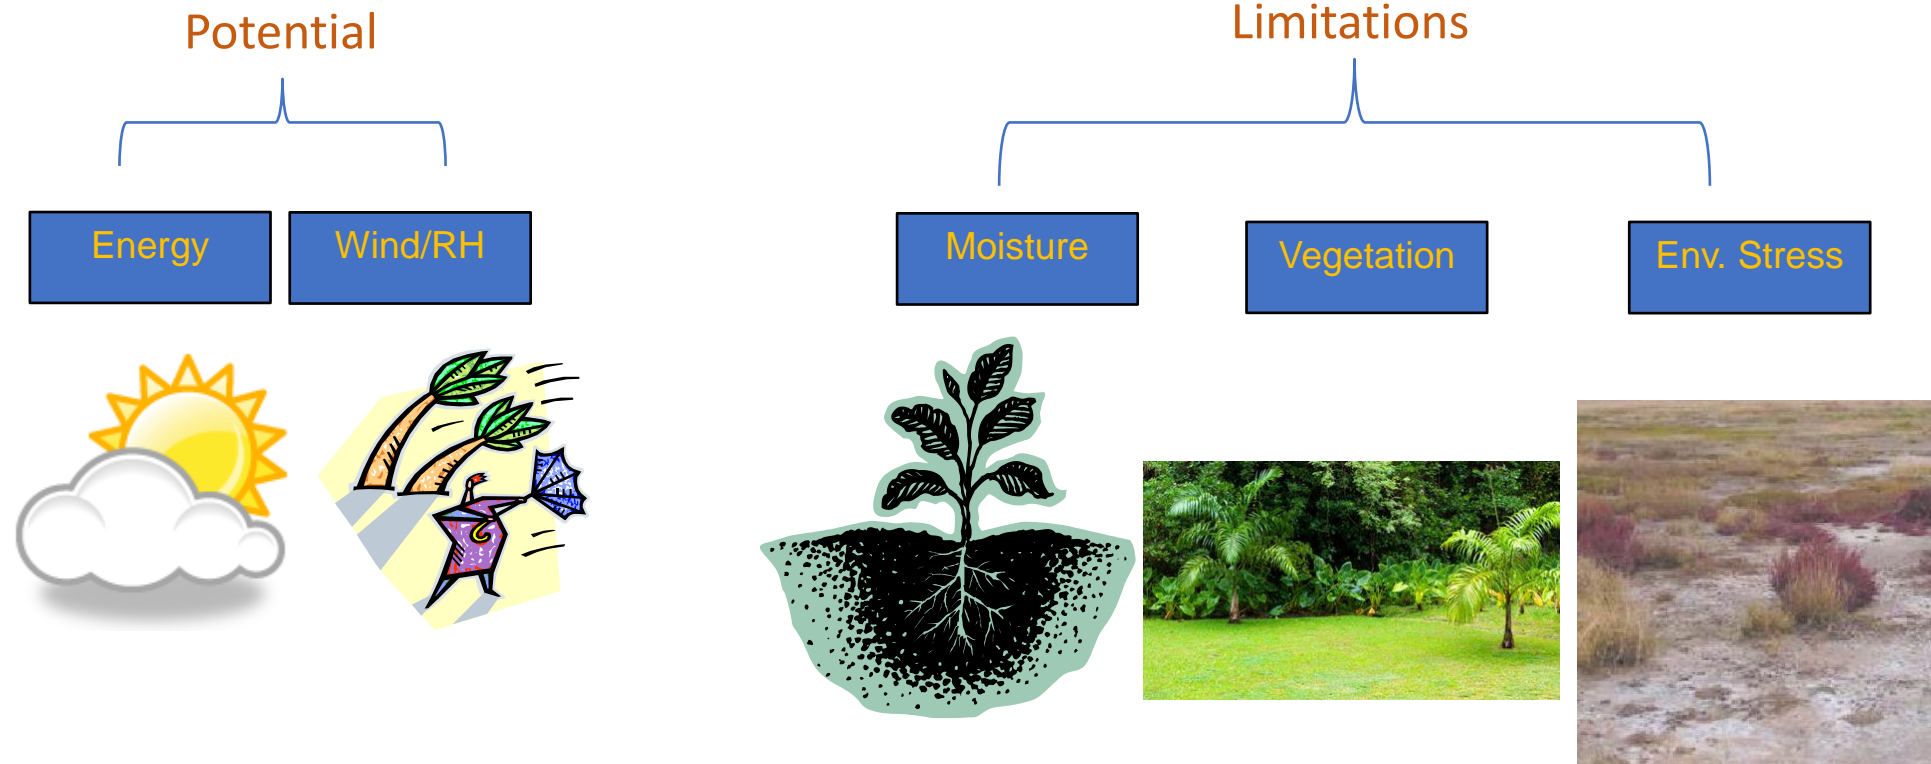 Potential
Limitations
Energy
Wind/RH
Moisture
Vegetation
Env. Stress